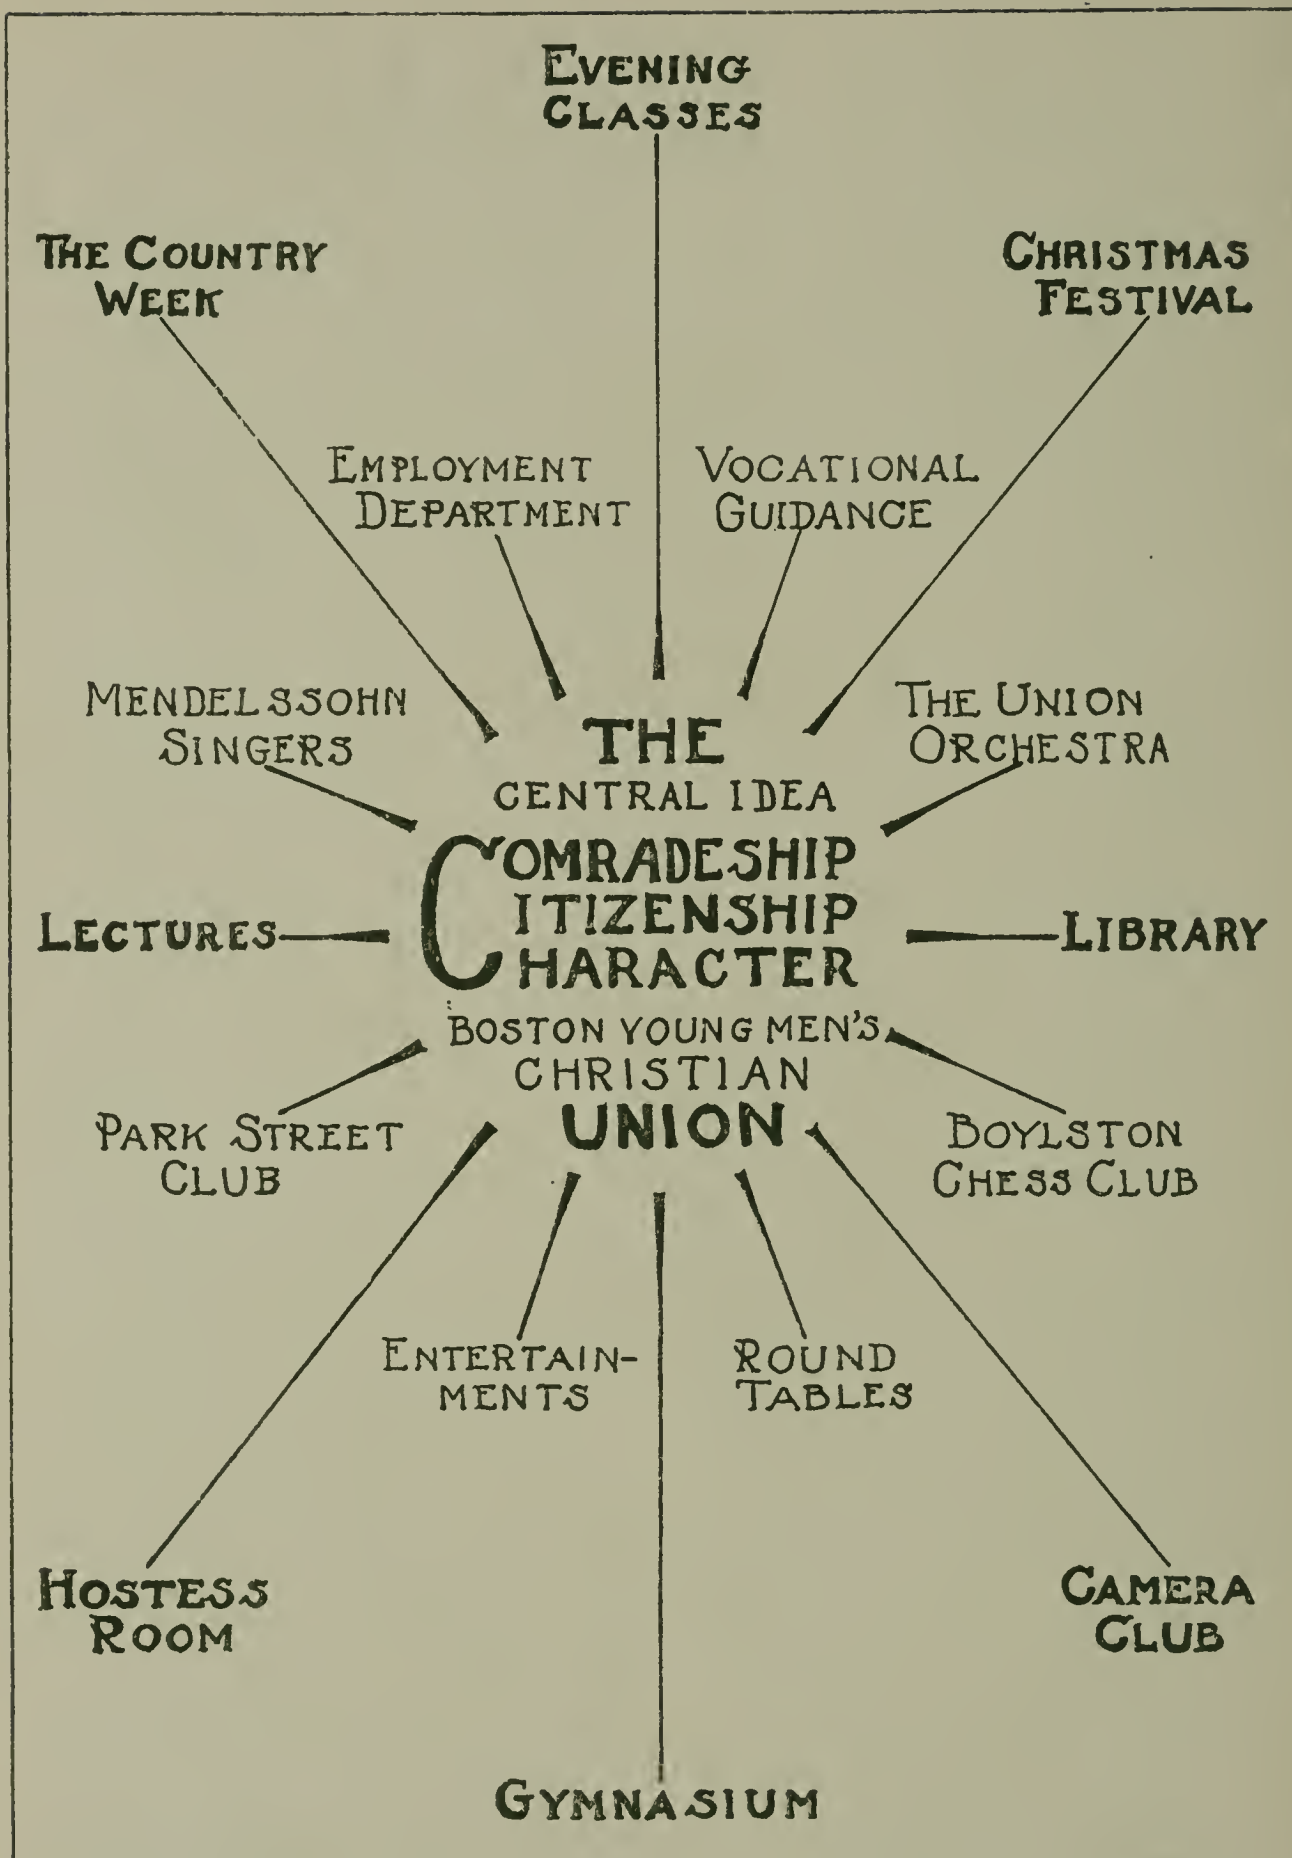 EVENING
CLASSES
THE COUNTRY
WEEK
CHRISTMAS
FESTIVAL
EMPLOYMENT
DEPARTMENT
VOCATIONAL
GUIDANCE
MENDELSSOHN
SINGERS
THE UNION
ORCHESTRA
THE
CENTRAL IDEA
COMRADESHIP
CITIZENSHIP
CHARACTER
LECTURES
LIBRARY
BOSTON YOUNG MEN'S
CHRISTIAN
UNION
PARK STREET
CLUB
BOYLSTON
CHESS CLUB
ENTERTAIN-
MENTS
ROUND
TABLES
HOSTESS
ROOM
CAMERA
CLUB
GYMNASIUM